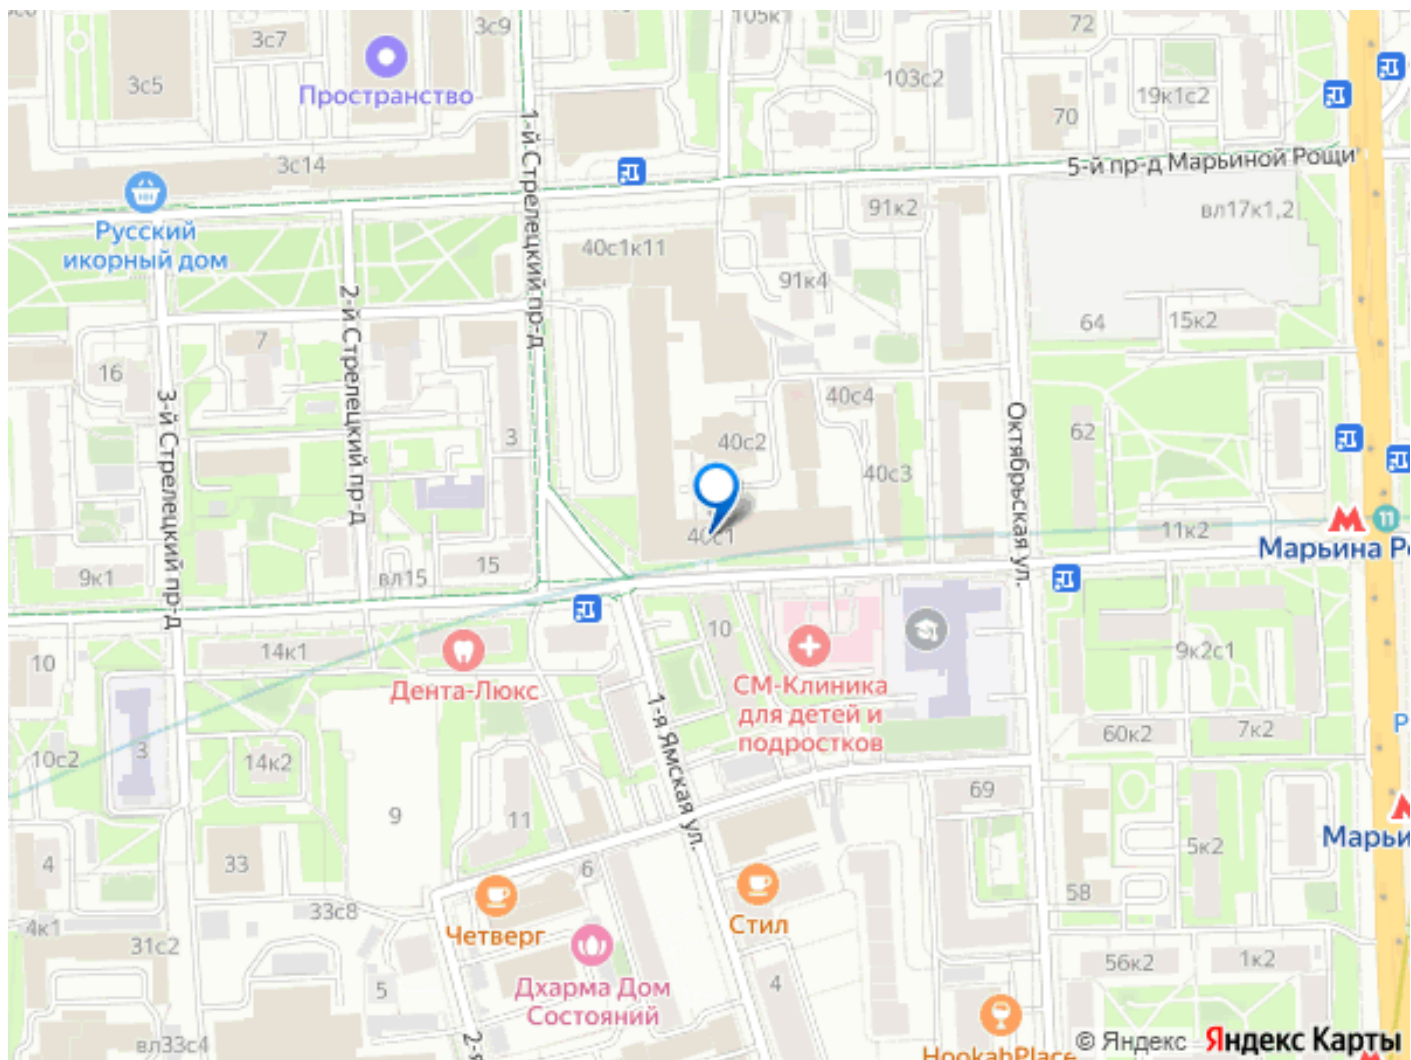 3с7
3с9
105к1
72
3с5
Пространство
103с2
19к1с2
70
3с14
1-й Стрелецкий пр-д
5-й пр-д Марьиной Рощи
Русский
икорный дом
40с1к11
91к2
вл17к1,2
91к4
2-й Стрелецкий пр-д
7
64
15к2
16
3-й Стрелецкий пр-д
3
40с2
40с4
40с3
Октябрьская ул.
62
40с1
11к2
11
Марьина Р
9к1
вл15
15
14к1
10
10
Дента-Люкс
СМ-Клиника
для детей и
подростков
9к2с1
1-я Ямская ул.
3
10с2
14к2
60к2
7к2
Р
69
9
11
4
33
6
5к2
Марьи
58
33с8
4к1
31с2
Четверг
Стил
56к2
1к2
5
Дхарма Дом
Состояний
4
2-я
вл33с4
HookahPlace
© Яндекс Яндекс Карты